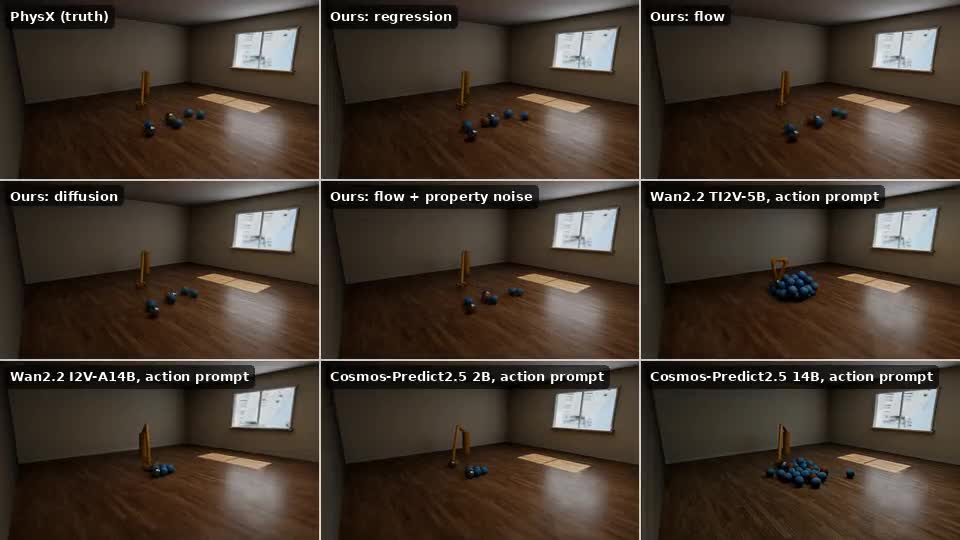 PhysX (truth)
Ours: regression
Ours: flow
Ours: diffusion
Ours: flow + property noise
Wan2.2 TI2V-5B, action prompt
Wan2.2 I2V-A14B, action prompt
Cosmos-Predict2.5 2B, action prompt
Cosmos-Predict2.5 14B, action prompt